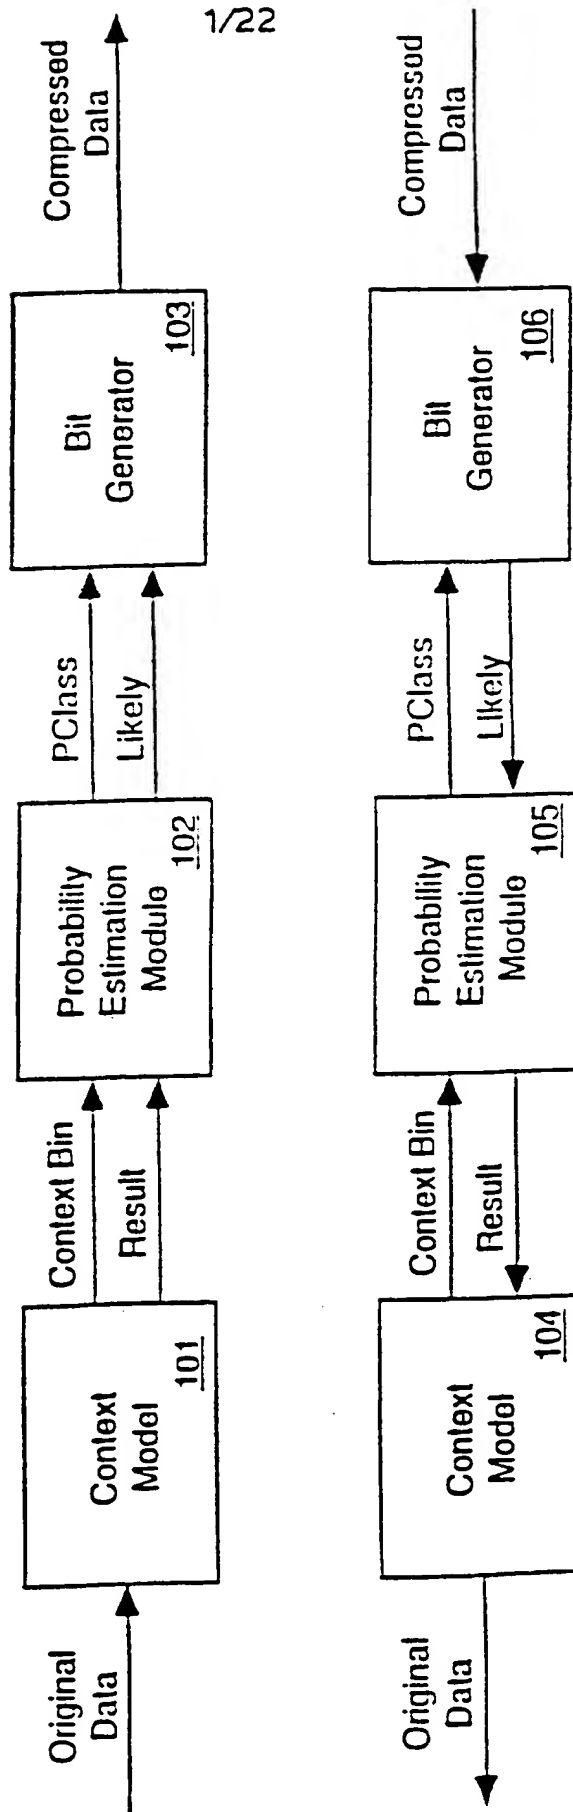 1/22
Original
Data
Context
Model
101
Context Bin
Result
Probability
Estimation
Module
102
PClass
Likely
Bit
Generator
103
Compressed
Data
Original
Data
Context
Model
104
Context Bin
Result
Probability
Estimation
Module
105
PClass
Likely
Bit
Generator
106
Compressed
Data